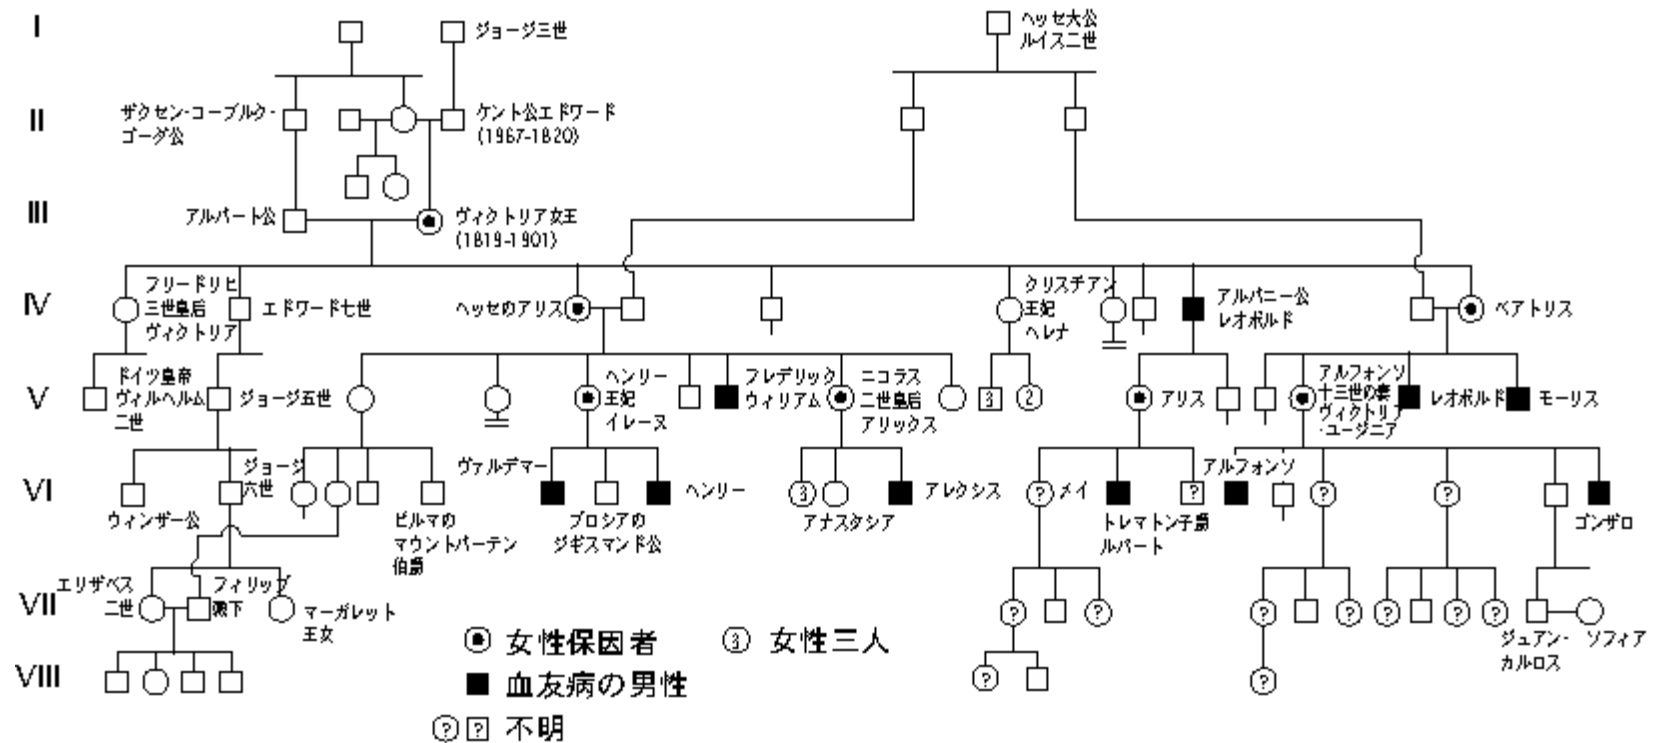 I
ジョージ三世
ヘッセ大公
ルイス二世
II
ザクセン・コーブルク・
ゴーダ公
ケント公エドワード
(1967-1820)
III
アルバート公
ヴィクトリア女王
(1819-1901)
IV
フリードリヒ
三世皇后
ヴィクトリア
エドワード七世
ヘッセのアリス
クリスチアン
王妃
ヘレナ
アルバニー公
レオポルド
ベアトリス
V
ドイツ皇帝
ヴィルヘルム
二世
ジョージ五世
ヘンリー
王妃
イレーヌ
フレデリック
ウィリアム
ニコラス
二世皇后
アリックス
3
2
アリス
アルフォンソ
十三世の妻
ヴィクトリア
・ユージニア
レオポルド
モーリス
VI
ウィンザー公
ジョージ
六世
ビルマの
マウントバーテン
伯爵
ヴァルデマー
プロシアの
ジギスマンド公
ヘンリー
3
アナスタシア
アレクシス
? メイ
トレマトン子爵
ルパート
?
アルフォンソ
?
?
ゴンザロ
VII
エリザベス
二世
フィリップ
殿下
マーガレット
王女
?
?
?
?
?
?
?
ジュアン・
カルロス
ソフィア
VIII
?
?
女性保因者
3 女性三人
血友病の男性
? ? 不明